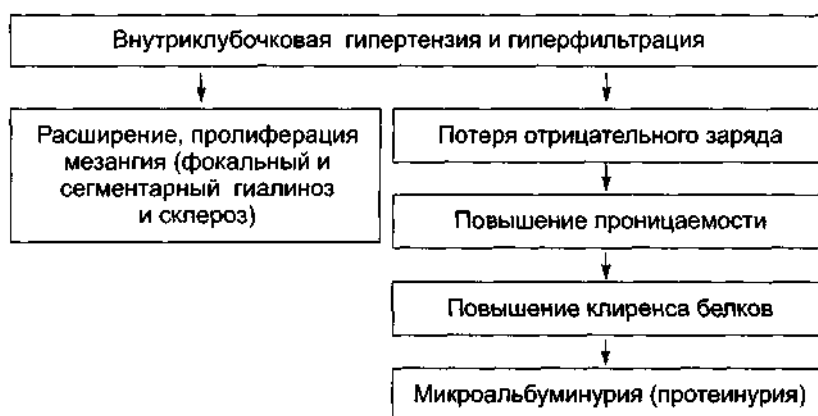 Внутриклубочковая гипертензия и гиперфильтрация
Расширение, пролиферация
мезангия (фокальный и
сегментарный гиалиноз
и склероз)
Потеря отрицательного заряда
Повышение проницаемости
Повышение клиренса белков
Микроальбуминурия (протеинурия)